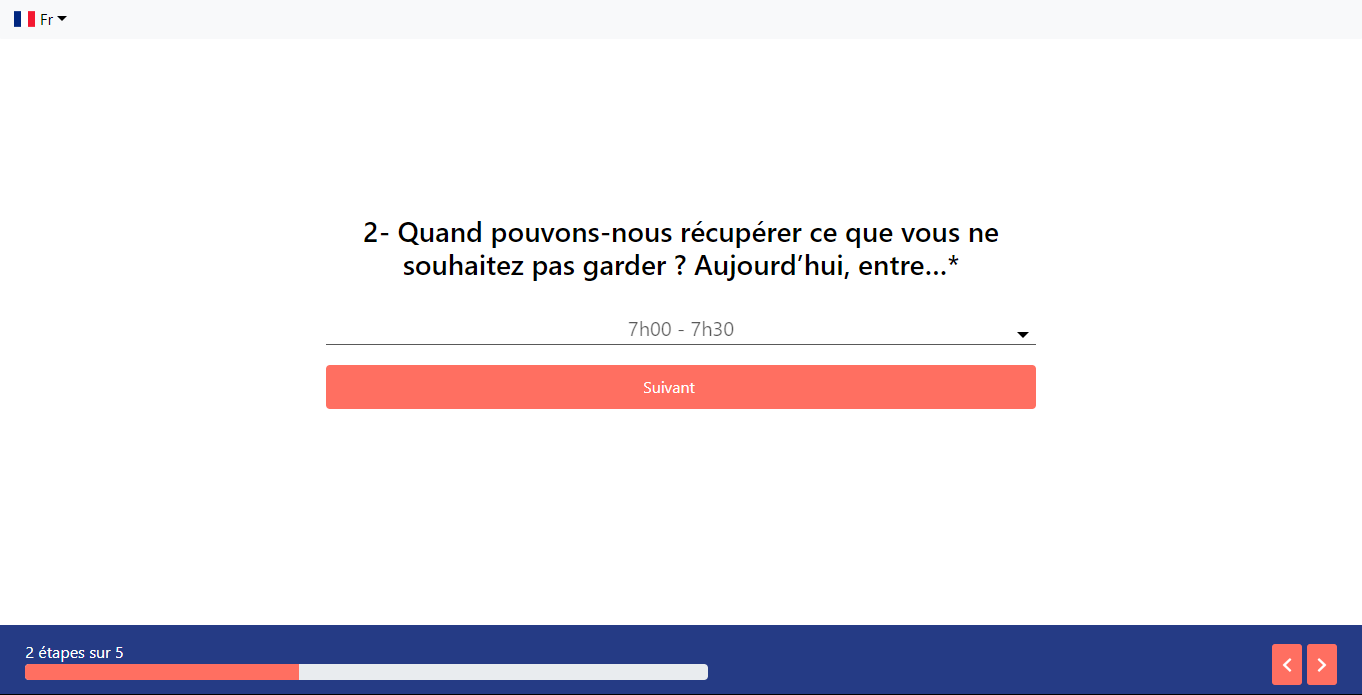 Fr
2- Quand pouvons-nous récupérer ce que vous ne
souhaitez pas garder ? Aujourd’hui, entre...*
7h00 - 7h30
Suivant
2 étapes sur 5